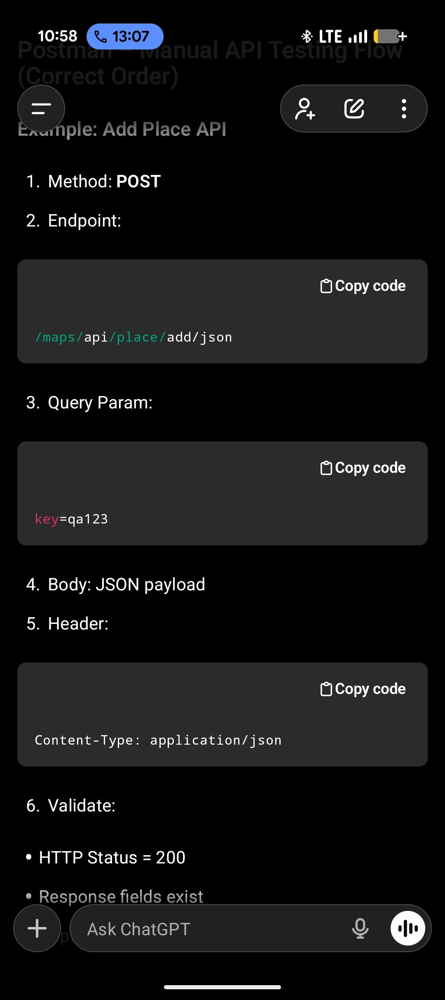 10:58
13:07
LTE
Postman – Manual API Testing Flow
(Correct Order)
Example: Add Place API
1. Method: POST
2. Endpoint:
Copy code
/maps/api/place/add/json
3. Query Param:
Copy code
key=qa123
4. Body: JSON payload
5. Header:
Copy code
Content-Type: application/json
6. Validate:
• HTTP Status = 200
• Response fields exist
Ask ChatGPT